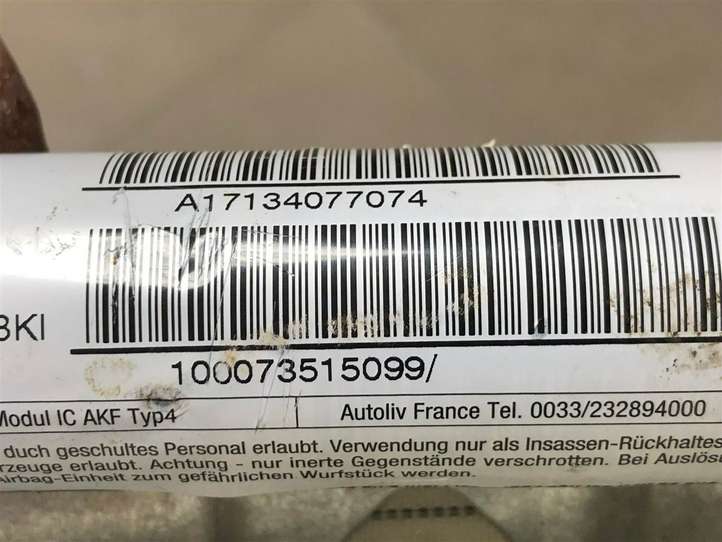 A17134077074
BKI
100073515099/
Modul IC AKF Typ4 Autoliv France Tel. 0033/232894000
duch geschultes Personal erlaubt. Verwendung nur als Insassen-Rückhaltes
rzeuge erlaubt. Achtung - nur inerte Gegenstände verschrotten. Bei Auslösu
Airbag-Einheit zum gefährlichen Wurfstück werden.